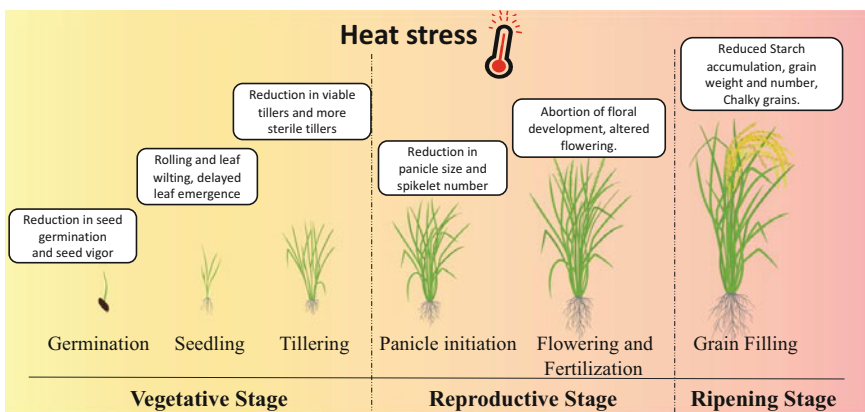 Heat stress
Reduction in seed
germination
and seed vigor
Rolling and leaf
wilting, delayed
leaf emergence
Reduction in viable
tillers and more
sterile tillers
Reduction in
panicle size and
spikelet number
Abortion of floral
development, altered
flowering.
Reduced Starch
accumulation, grain
weight and number,
Chalky grains.
Germination
Seedling
Tillering
Panicle initiation
Flowering and
Fertilization
Grain Filling
Vegetative Stage
Reproductive Stage
Ripening Stage